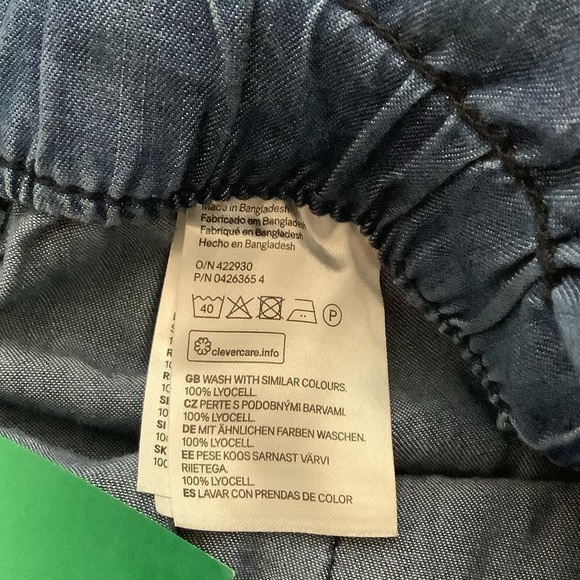 Made in Bangladesh
Fabricado em Bangladesh
Fabriqué en Bangladesh
Hecho en Bangladesh
O/N 422930
P/N 0426365 4
40
P
clevercare.info
GB WASH WITH SIMILAR COLOURS.
100% LYOCELL.
CZ PERTE S PODOBNÝMI BARVAMI.
100% LYOCELL.
DE MIT ÄHNLICHEN FARBEN WASCHEN.
100% LYOCELL.
EE PESE KOOS SARNAST VÄRVI
RIIETEGA.
100% LYOCELL.
ES LAVAR CON PRENDAS DE COLOR